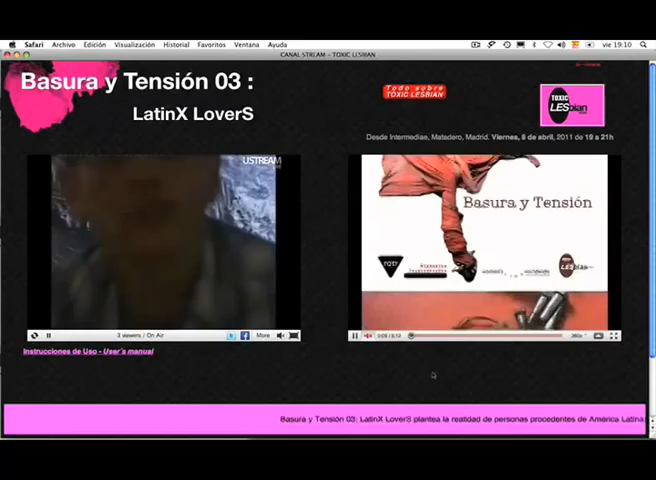 Safari Archivo Edición Visualización Historial Favoritos Ventana Ayuda
vie 19:10
CANAL STREAM – TOXIC LESBIAN
Basura y Tensión 03 :
LatinX LoverS
Todo sobre
TOXIC LESBIAN
TOXIC
LESbian
Desde Intermediae, Matadero, Madrid. Viernes, 8 de abril, 2011 de 19 a 21h
USTREAM
Basura y Tensión
3 viewers / On Air
More
360p
Instrucciones de Uso - User's manual
Basura y Tensión 03: LatinX LoverS plantea la realidad de personas procedentes de América Latina